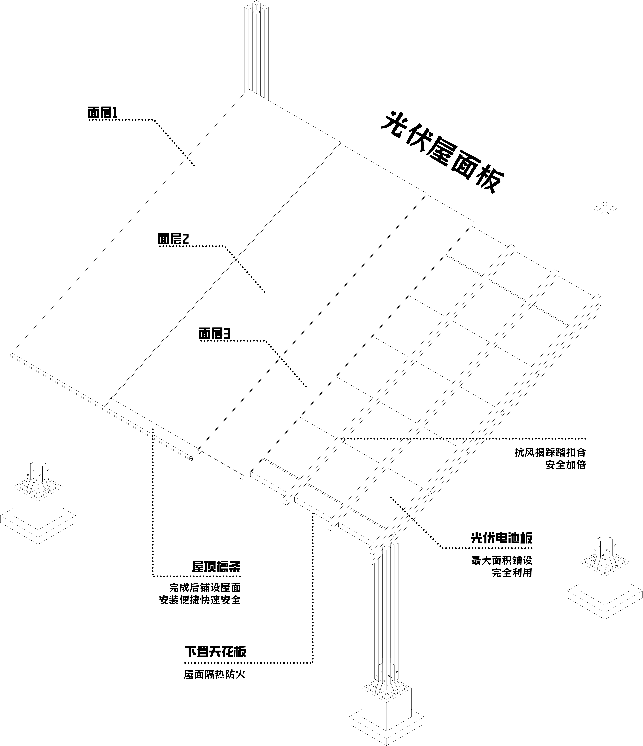 光伏屋面板
面层1
面层2
面层3
抗风揭踩踏扣合
安全加倍
光伏电池板
最大面积铺设
完全利用
屋顶檩条
完成后铺设屋面
安装便捷快速安全
下置天花板
屋面隔热防火